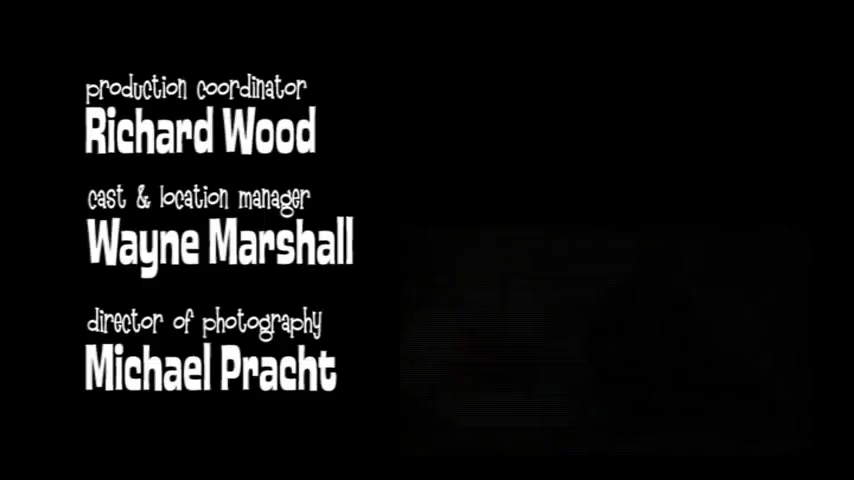 production coordinator
Richard Wood
cast & location manager
Wayne Marshall
director of photography
Michael Pracht